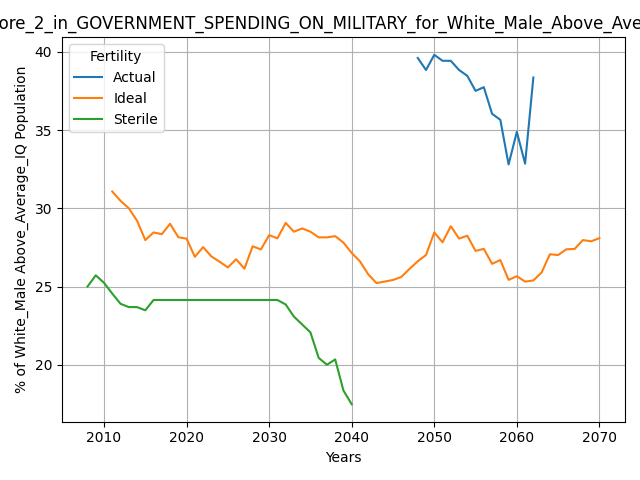 ore_2_in_GOVERNMENT_SPENDING_ON_MILITARY_for_White_Male_Above_Ave
% of White_Male Above_Average_IQ Population
40
35
30
25
20
Fertility
Actual
Ideal
Sterile
2010 2020 2030 2040 2050 2060 2070
Years